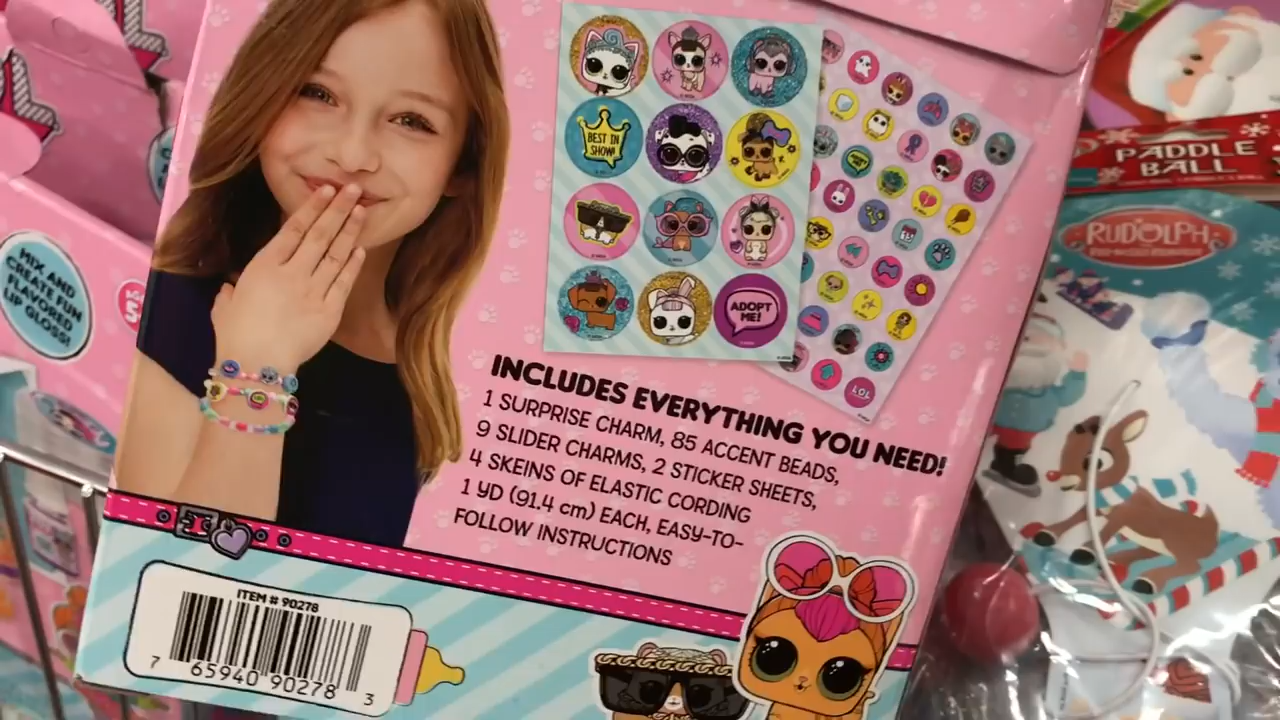 BEST IN
SHOW!
ADOPT
ME!
LOL
INCLUDES EVERYTHING YOU NEED!
1 SURPRISE CHARM, 85 ACCENT BEADS,
9 SLIDER CHARMS, 2 STICKER SHEETS,
4 SKEINS OF ELASTIC CORDING
1 YD (91.4 cm) EACH, EASY-TO-
FOLLOW INSTRUCTIONS
ITEM # 90278
7 65940 90278 3
MIX AND
CREATE FUN
FLAVORED
LIP GLOSS!
PADDLE
BALL
RUDOLPH